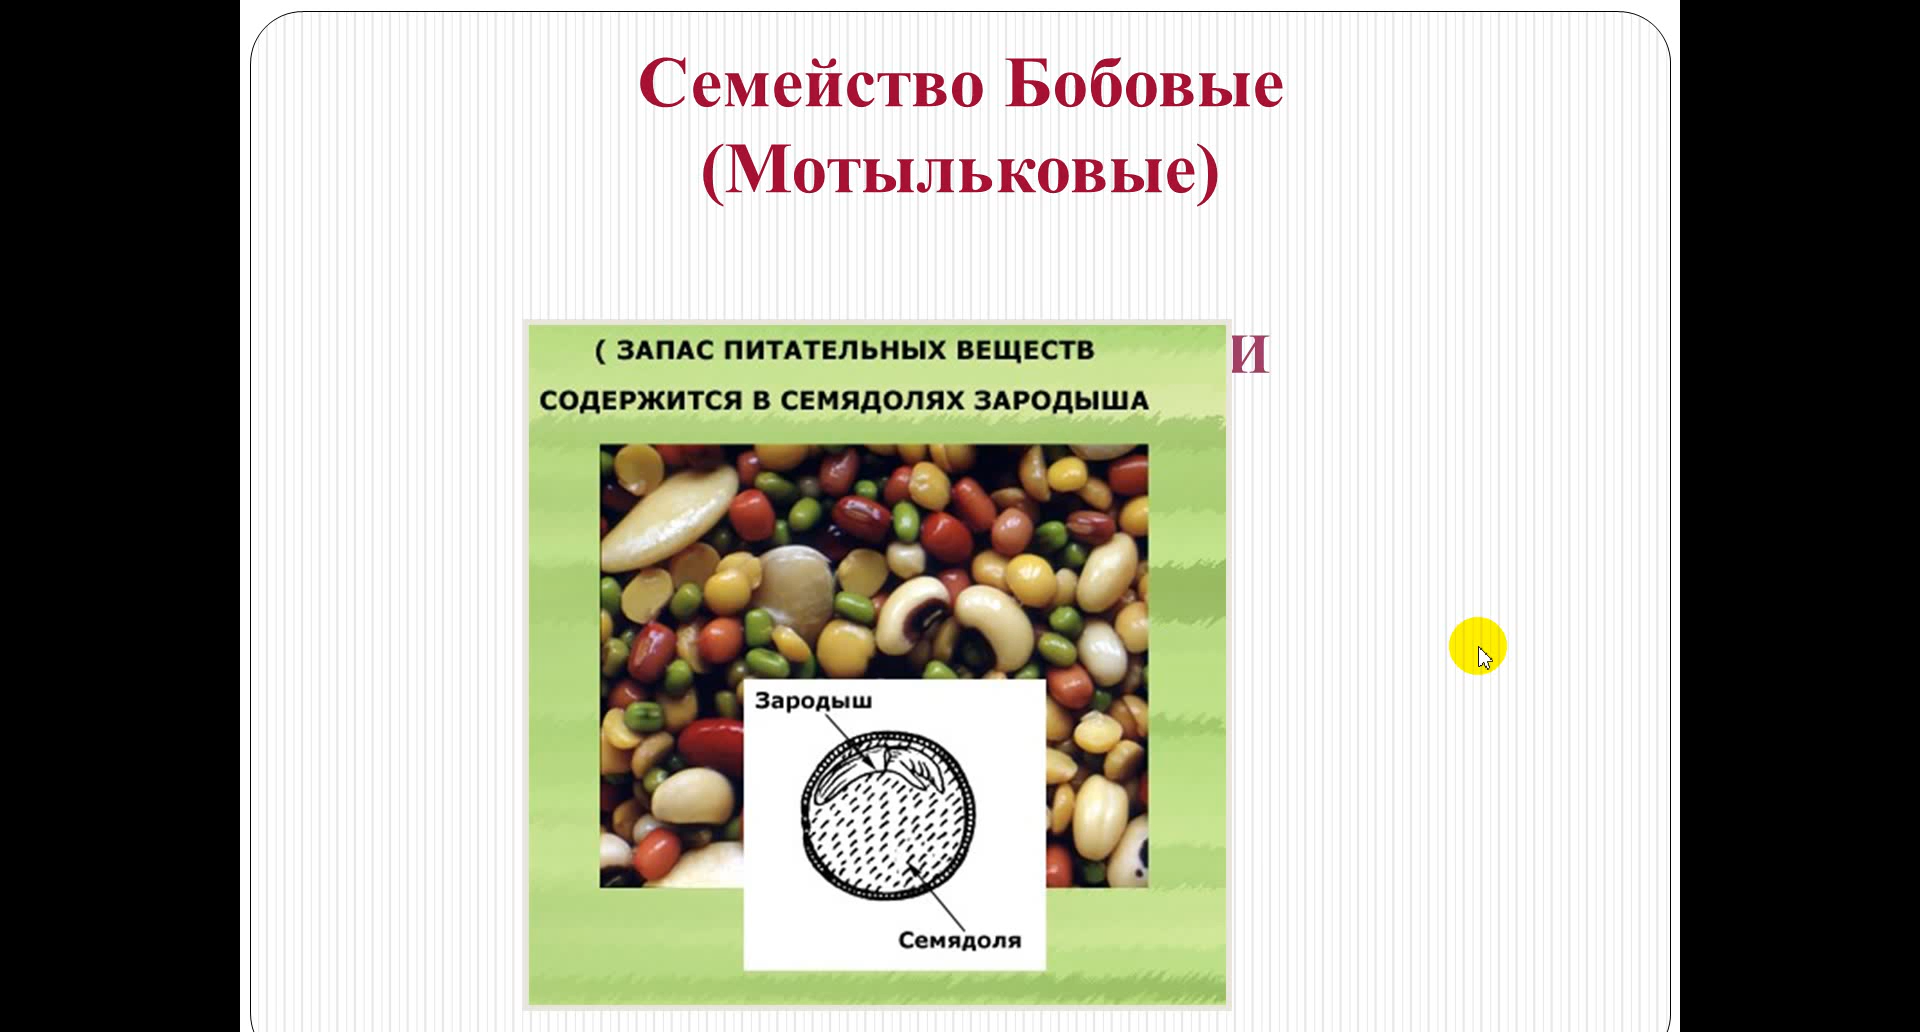 Семейство Бобовые
(Мотыльковые)
И
( ЗАПАС ПИТАТЕЛЬНЫХ ВЕЩЕСТВ
СОДЕРЖИТСЯ В СЕМЯДОЛЯХ ЗАРОДЫША
Зародыш
Семядоля